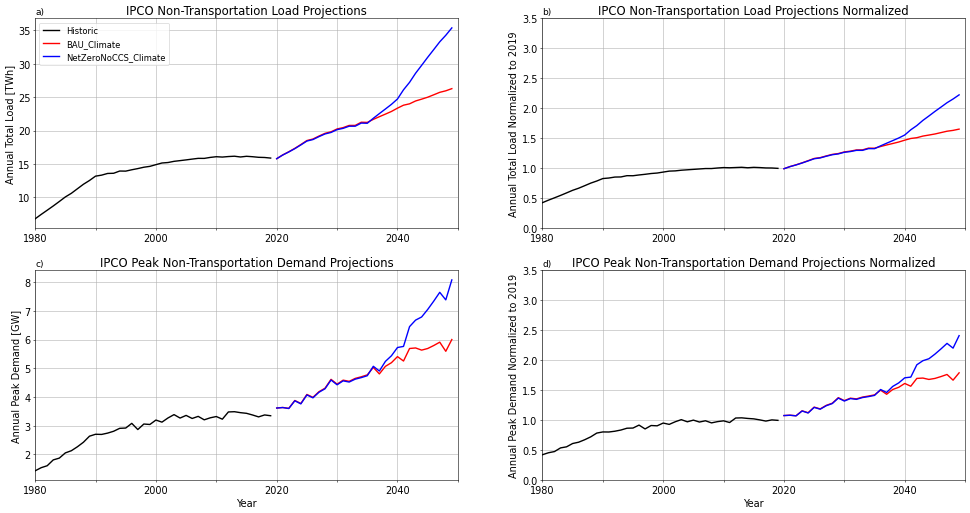 a)
IPCO Non-Transportation Load Projections
Annual Total Load [TWh]
35
30
25
20
15
10
Historic
BAU_Climate
NetZeroNoCCS_Climate
1980
2000
2020
2040
b)
IPCO Non-Transportation Load Projections Normalized
Annual Total Load Normalized to 2019
3.5
3.0
2.5
2.0
1.5
1.0
0.5
0.0
1980
2000
2020
2040
c)
IPCO Peak Non-Transportation Demand Projections
Annual Peak Demand [GW]
8
7
6
5
4
3
2
1980
2000
2020
2040
Year
d)
IPCO Peak Non-Transportation Demand Projections Normalized
Annual Peak Demand Normalized to 2019
3.5
3.0
2.5
2.0
1.5
1.0
0.5
0.0
1980
2000
2020
2040
Year